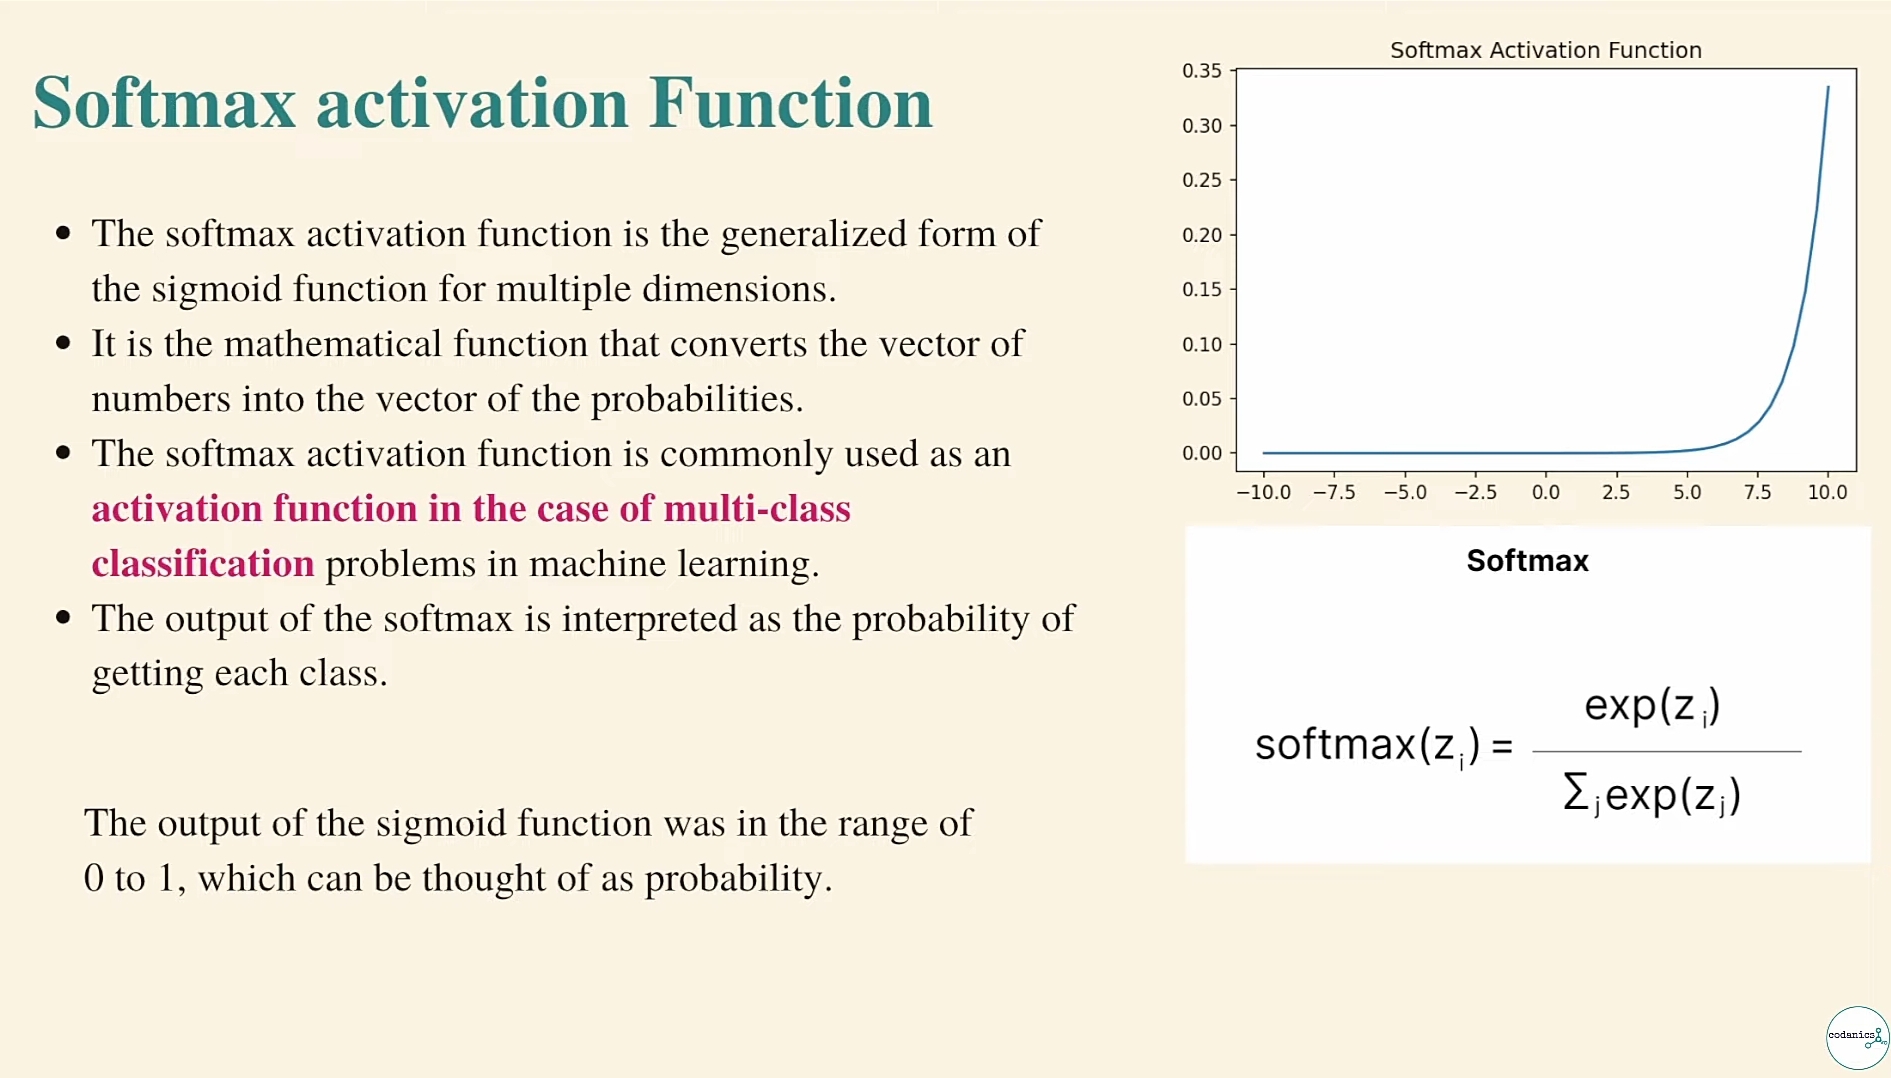 Softmax activation Function
• The softmax activation function is the generalized form of
the sigmoid function for multiple dimensions.
• It is the mathematical function that converts the vector of
numbers into the vector of the probabilities.
• The softmax activation function is commonly used as an
activation function in the case of multi-class
classification problems in machine learning.
• The output of the softmax is interpreted as the probability of
getting each class.
The output of the sigmoid function was in the range of
0 to 1, which can be thought of as probability.
Softmax Activation Function
0.35
0.30
0.25
0.20
0.15
0.10
0.05
0.00
−10.0 −7.5 −5.0 −2.5 0.0 2.5 5.0 7.5 10.0
Softmax
softmax(z_i) = exp(z_i) / Σ_j exp(z_j)
codanics